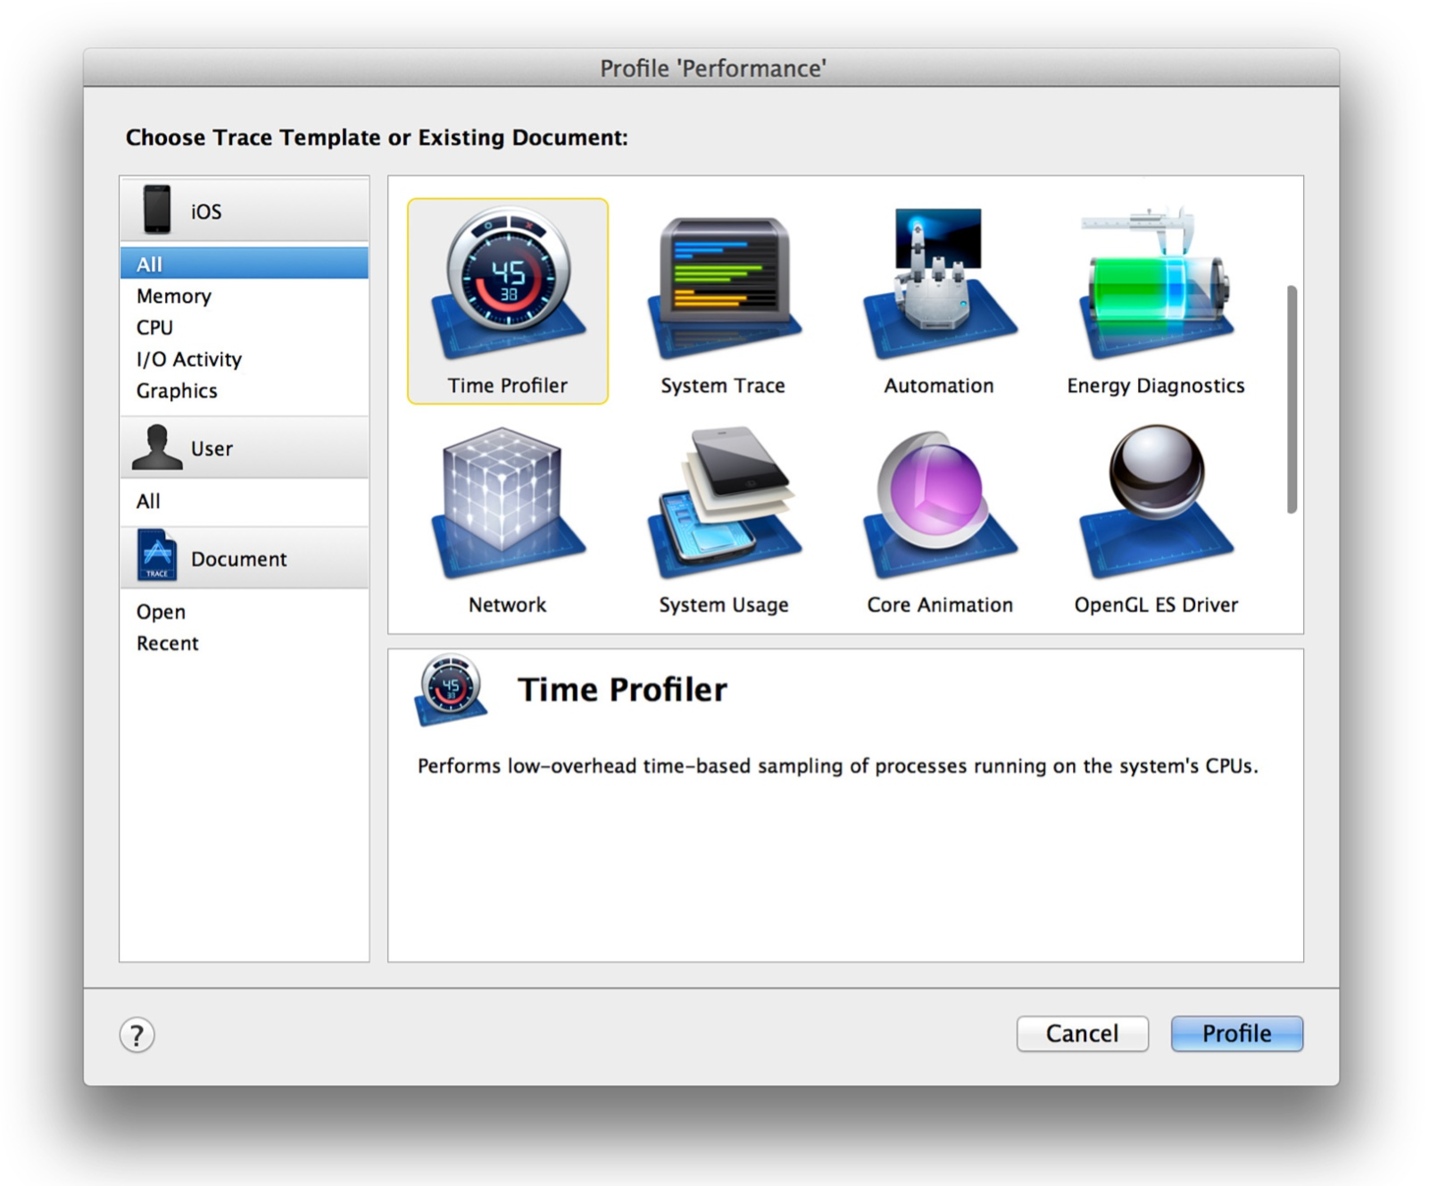 Profile 'Performance'
Choose Trace Template or Existing Document:
iOS
All
Memory
CPU
I/O Activity
Graphics
User
All
TRACE
Document
Open
Recent
45
38
Time Profiler
System Trace
Automation
Energy Diagnostics
Network
System Usage
Core Animation
OpenGL ES Driver
45
38
Time Profiler
Performs low-overhead time-based sampling of processes running on the system's CPUs.
?
Cancel
Profile